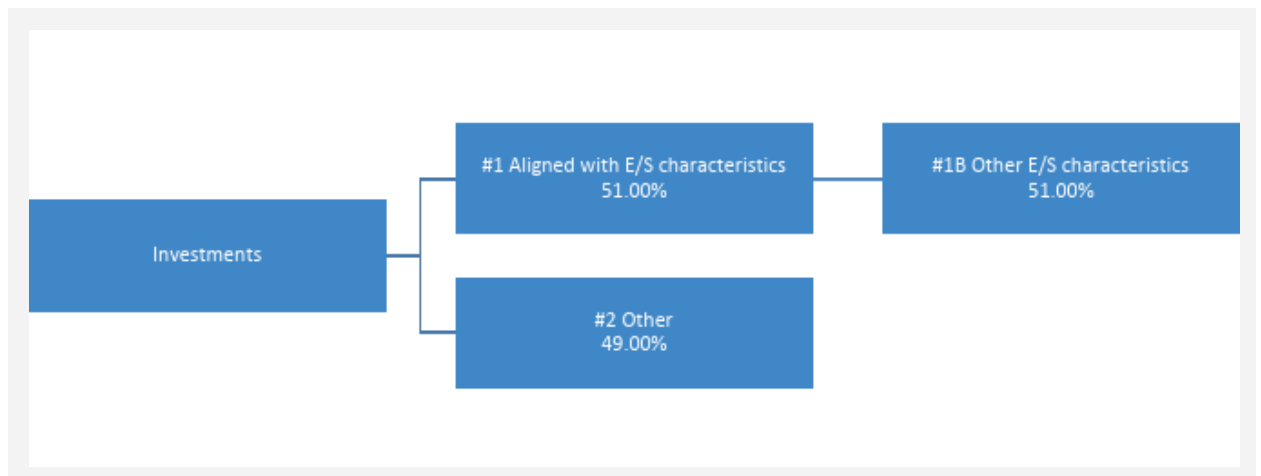 Investments
#1 Aligned with E/S characteristics
51.00%
#2 Other
49.00%
#1B Other E/S characteristics
51.00%